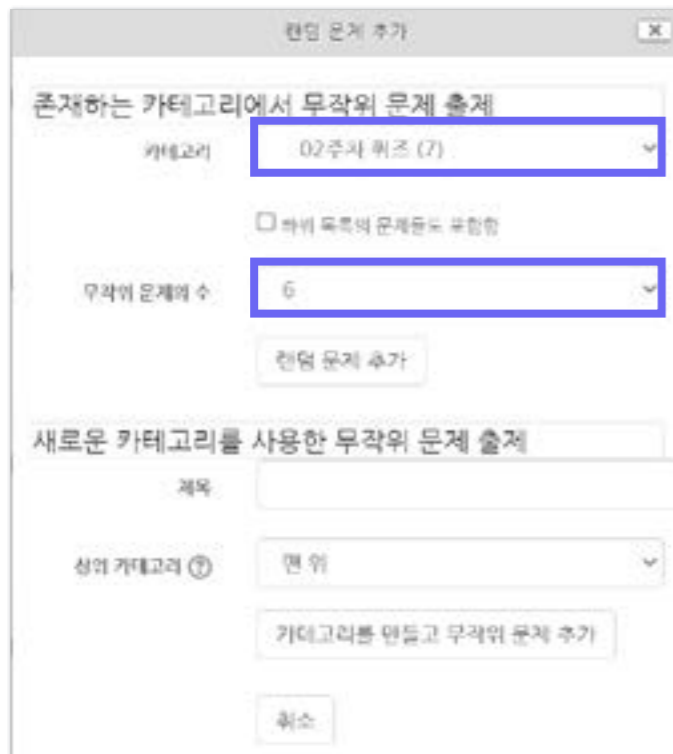 랜덤 문제 추가
존재하는 카테고리에서 무작위 문제 출제
카테고리
02주차 퀴즈 (7)
하위 목록의 문제들도 포함함
무작위 문제의 수
6
랜덤 문제 추가
새로운 카테고리를 사용한 무작위 문제 출제
제목
상위 카테고리
맨 위
카테고리를 만들고 무작위 문제 추가
취소